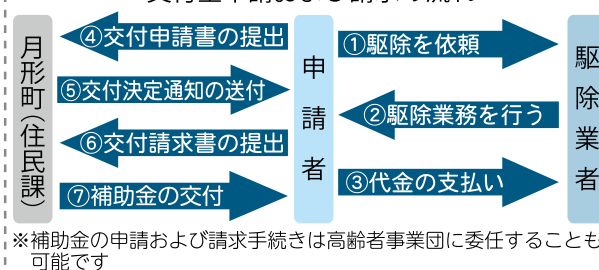 ④交付申請書の提出
①駆除を依頼
⑤交付決定通知の送付
②駆除業務を行う
⑥交付請求書の提出
③代金の支払い
⑦補助金の交付
月形町(住民課)
申請者
駆除業者
※補助金の申請および請求手続きは高齢者事業団に委任することも
可能です